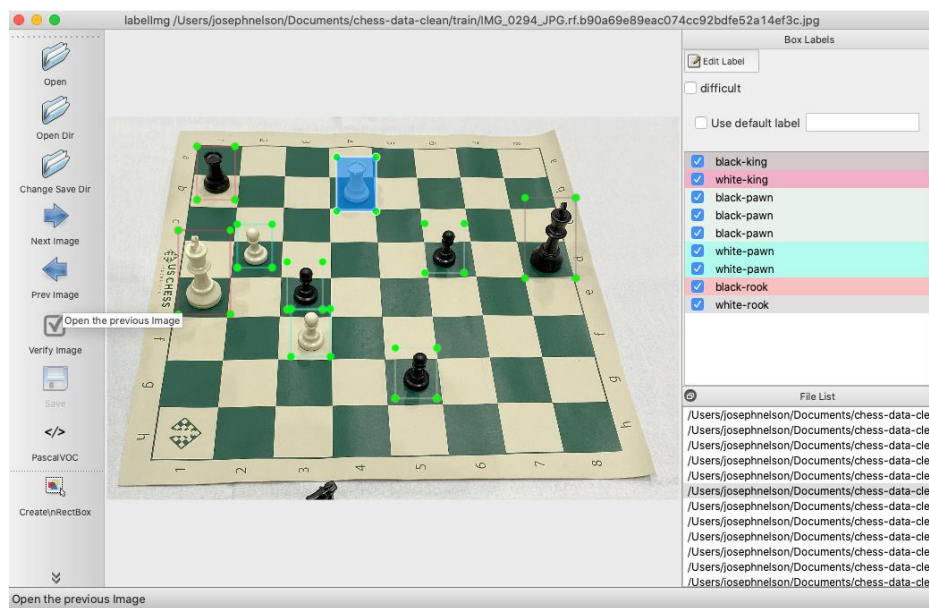 labelImg /Users/josephnelson/Documents/chess-data-clean/train/IMG_0294_JPG.rf.b90a69e89eac074cc92bdfe52a14ef3c.jpg
Open
Open Dir
Change Save Dir
Next Image
Prev Image
Open the previous Image
Verify Image
Save
</>
PascalVOC
Create\nRectBox
US CHESS
a
b
c
e
f
g
h
1
2
3
4
5
6
7
8
Box Labels
Edit Label
difficult
Use default label
black-king
white-king
black-pawn
black-pawn
black-pawn
white-pawn
white-pawn
black-rook
white-rook
File List
/Users/josephnelson/Documents/chess-data-cle
/Users/josephnelson/Documents/chess-data-cle
/Users/josephnelson/Documents/chess-data-cle
/Users/josephnelson/Documents/chess-data-cle
/Users/josephnelson/Documents/chess-data-cle
/Users/josephnelson/Documents/chess-data-cle
/Users/josephnelson/Documents/chess-data-cle
/Users/josephnelson/Documents/chess-data-cle
/Users/josephnelson/Documents/chess-data-cle
/Users/josephnelson/Documents/chess-data-cle
/Users/josephnelson/Documents/chess-data-cle
/Users/josephnelson/Documents/chess-data-cle
Open the previous Image